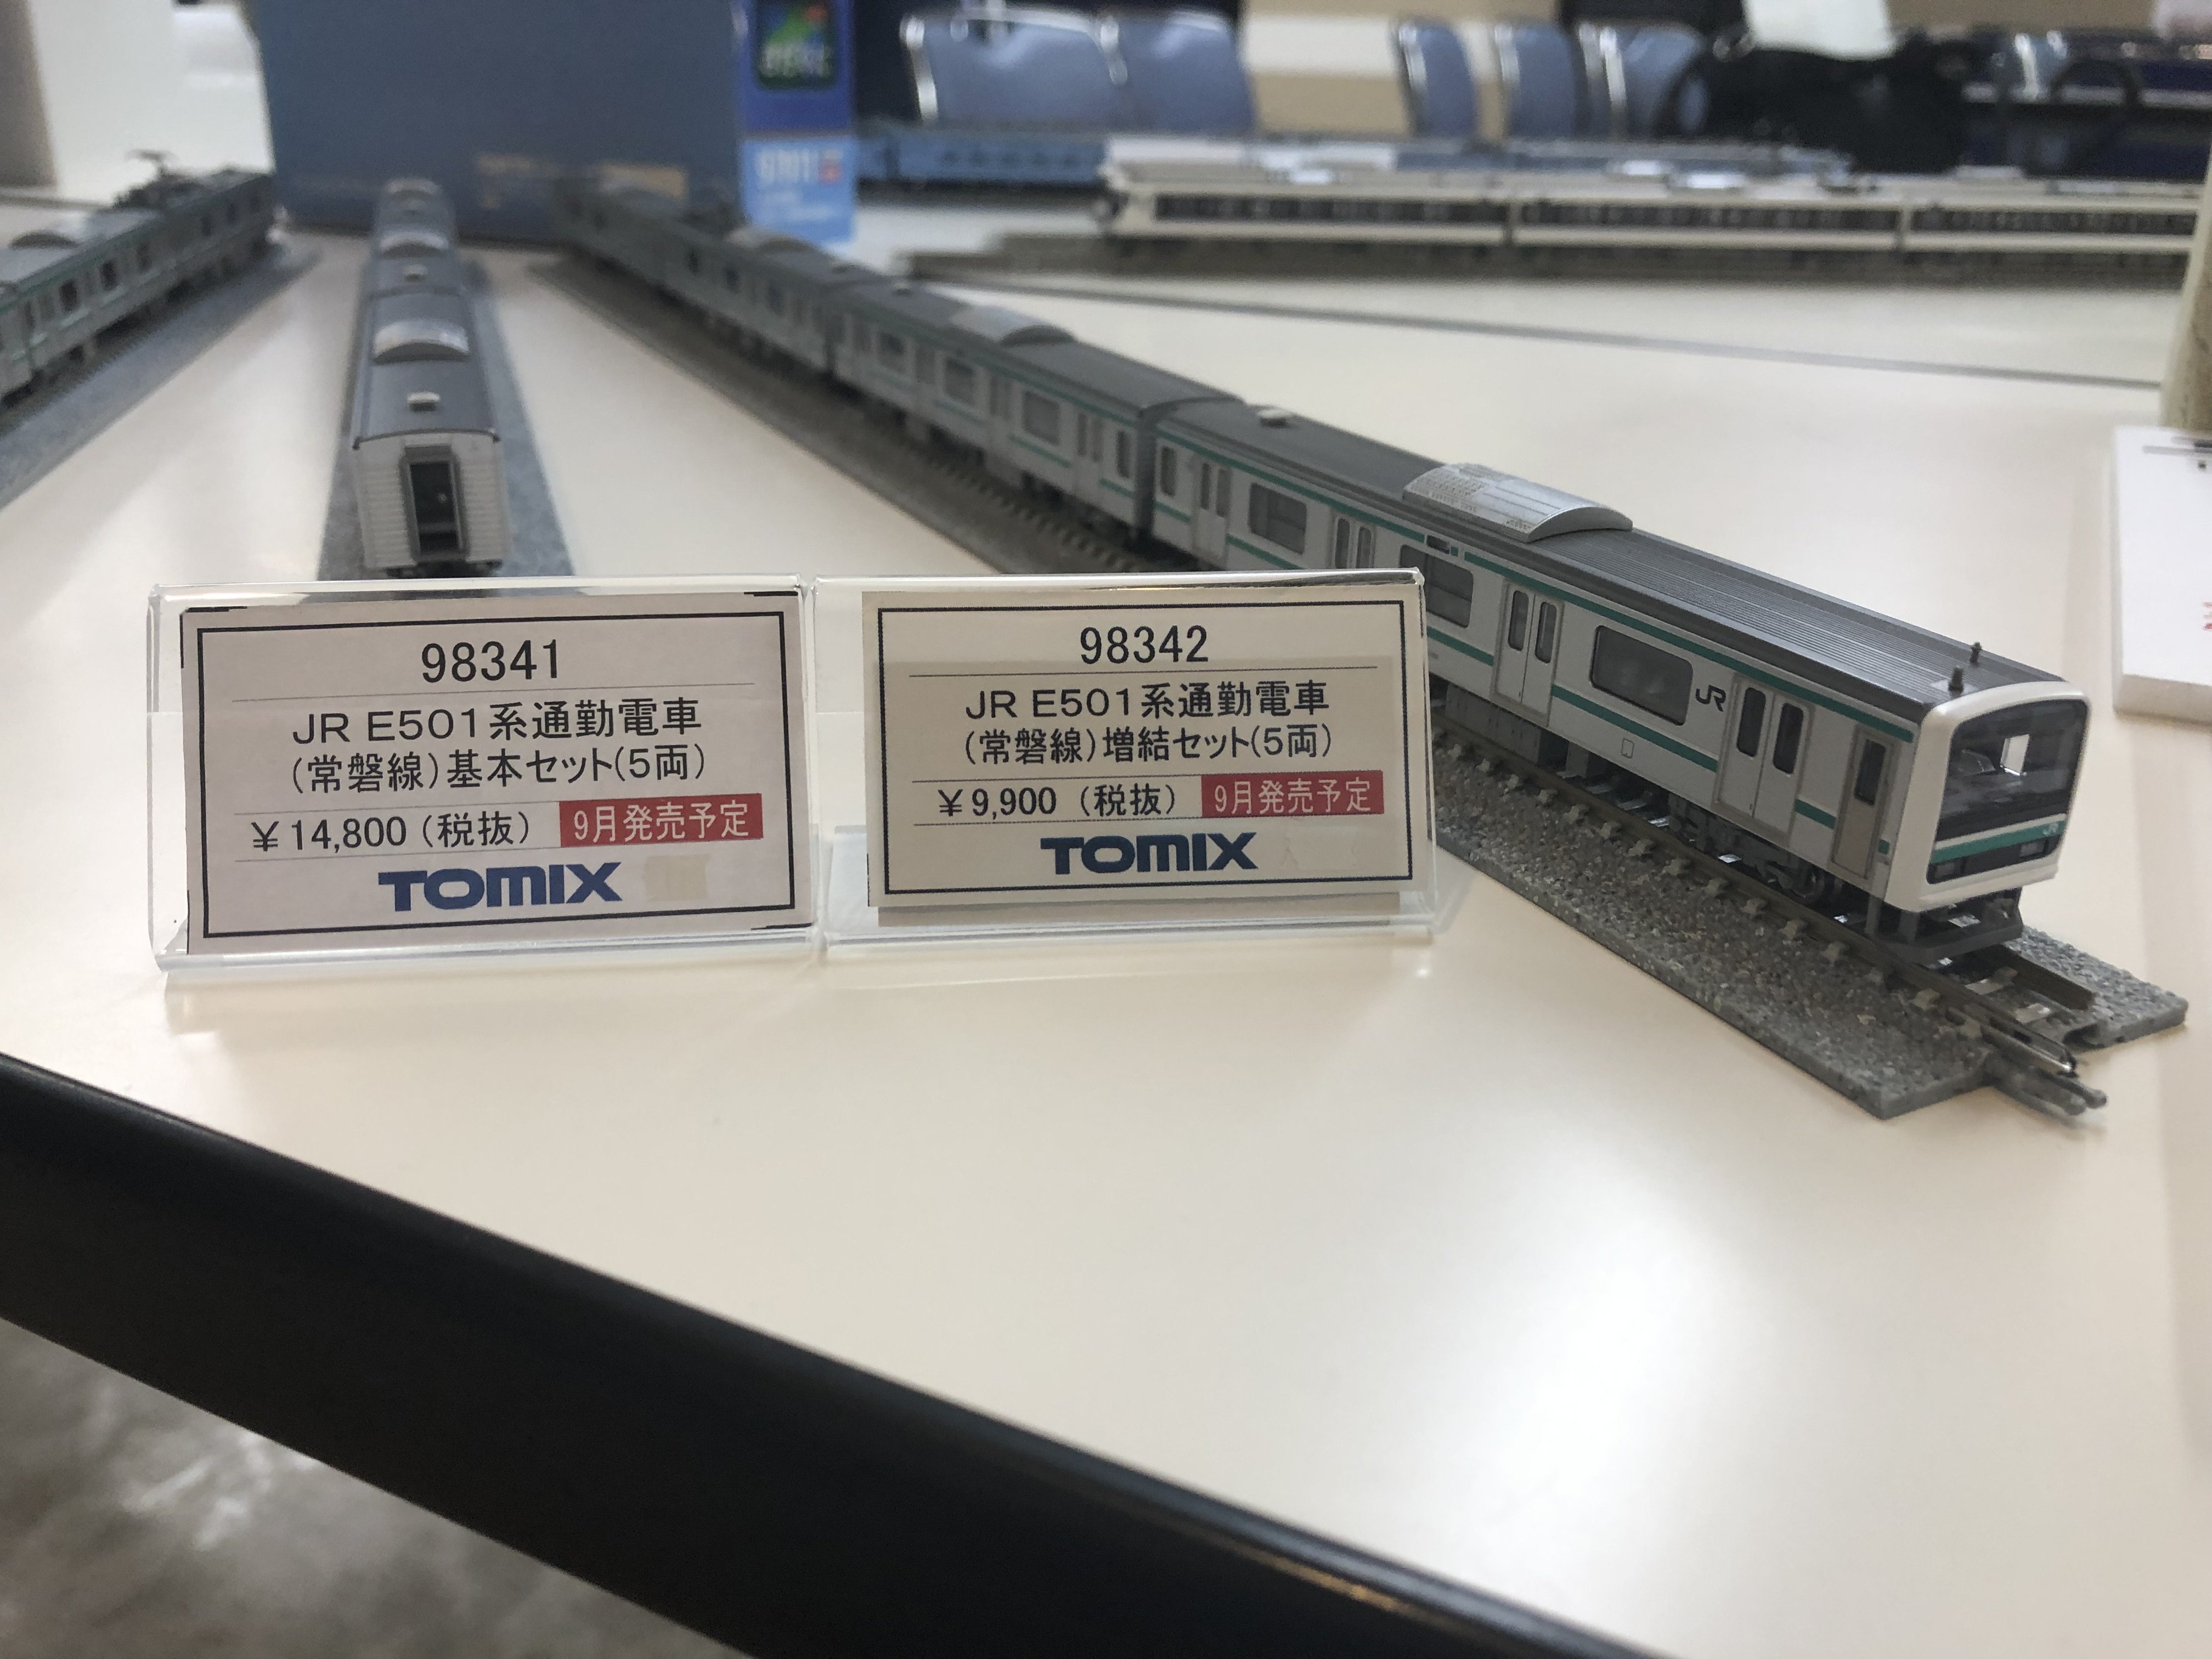 98341
JR E501系通勤電車
(常磐線)基本セット(5両)
￥14,800(税抜) 9月発売予定
TOMIX
98342
JR E501系通勤電車
(常磐線)増結セット(5両)
￥9,900(税抜) 9月発売予定
TOMIX
JR
JR